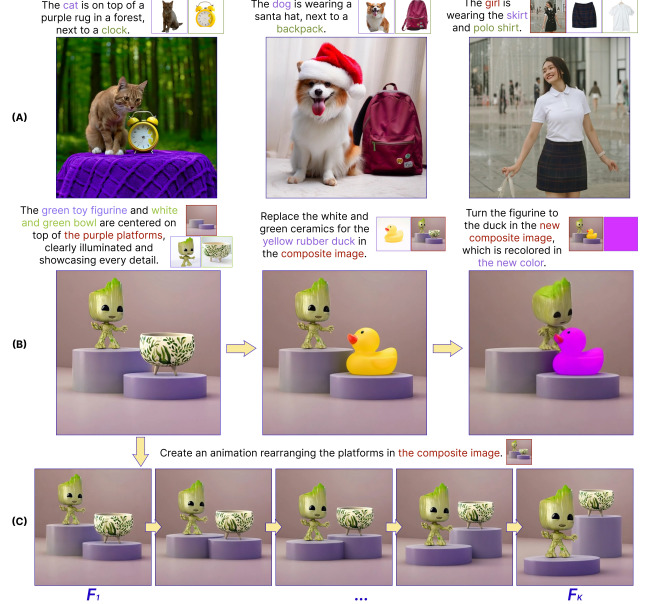 The cat is on top of a
purple rug in a forest,
next to a clock.
The dog is wearing a
santa hat, next to a
backpack.
The girl is
wearing the skirt
and polo shirt.
(A)
The green toy figurine and white
and green bowl are centered on
top of the purple platforms,
clearly illuminated and
showcasing every detail.
Replace the white and
green ceramics for the
yellow rubber duck in
the composite image.
Turn the figurine to
the duck in the new
composite image,
which is recolored in
the new color.
(B)
Create an animation rearranging the platforms in the composite image.
(C)
F1
...
FK